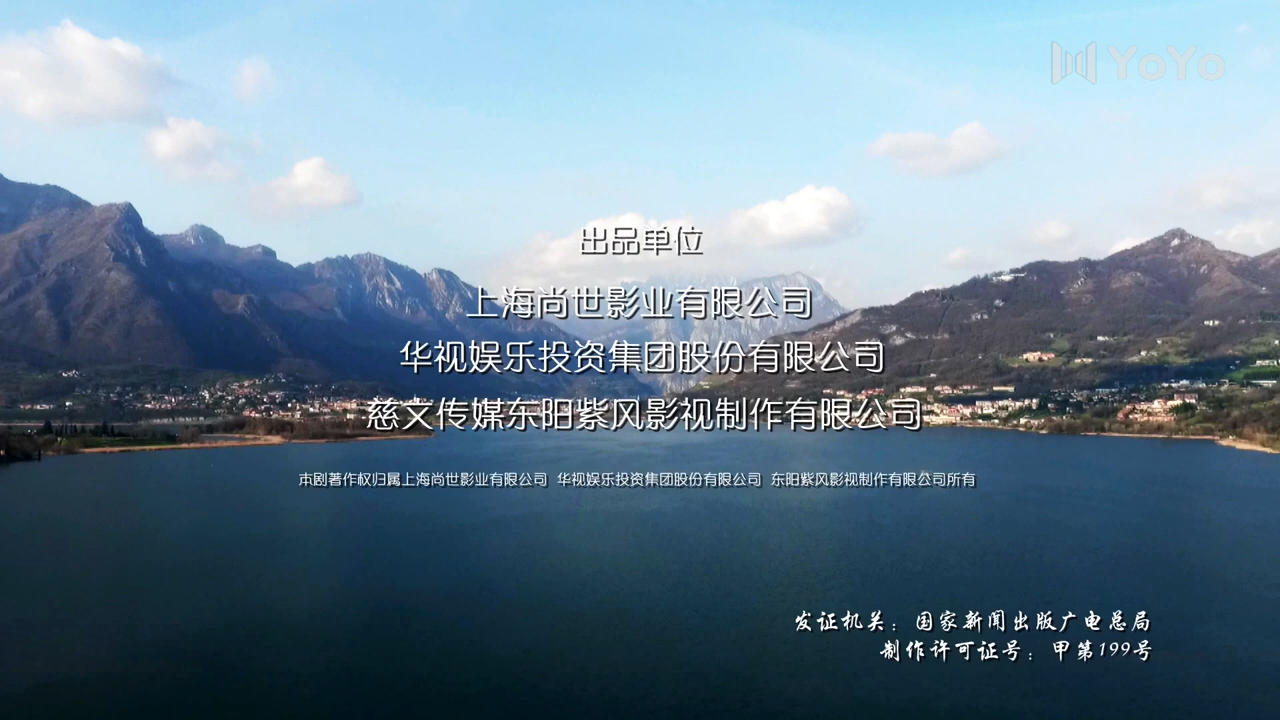 YoYo
出品单位
上海尚世影业有限公司
华视娱乐投资集团股份有限公司
慈文传媒东阳紫风影视制作有限公司
本剧著作权归属上海尚世影业有限公司 华视娱乐投资集团股份有限公司 东阳紫风影视制作有限公司所有
发证机关：国家新闻出版广电总局
制作许可证号：甲第199号